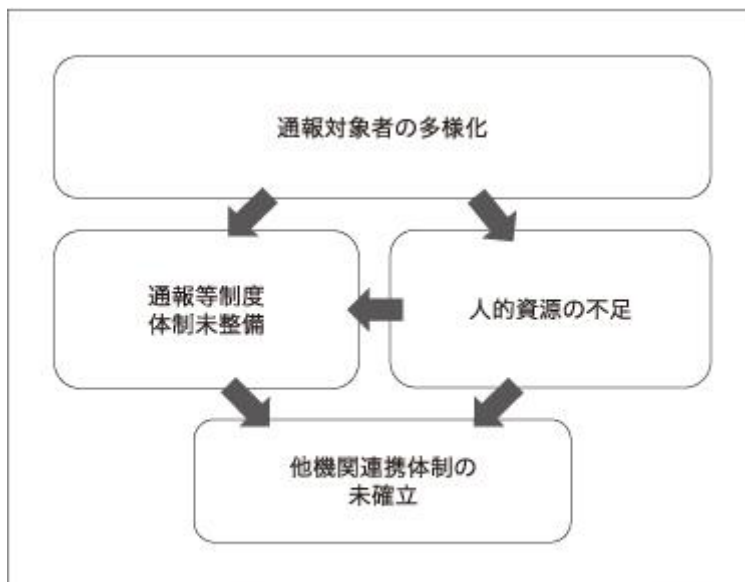 通報対象者の多様化
通報等制度
体制未整備
人的資源の不足
他機関連携体制の
未確立